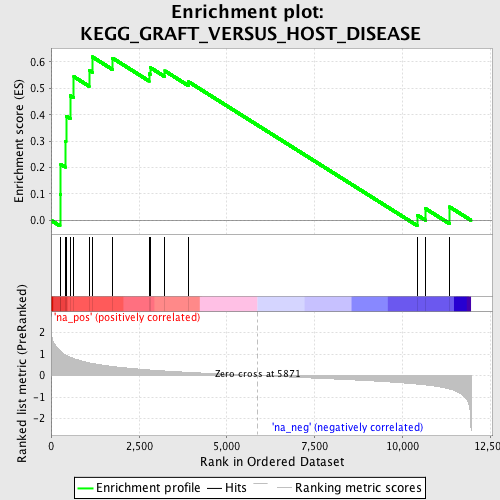 Enrichment plot:
KEGG_GRAFT_VERSUS_HOST_DISEASE
Enrichment score (ES)
0.6
0.5
0.4
0.3
0.2
0.1
0.0
'na_pos' (positively correlated)
Ranked list metric (PreRanked)
2
1
0
-1
-2
Zero cross at 5871
'na_neg' (negatively correlated)
0 2,500 5,000 7,500 10,000 12,50
Rank in Ordered Dataset
Enrichment profile Hits Ranking metric scores